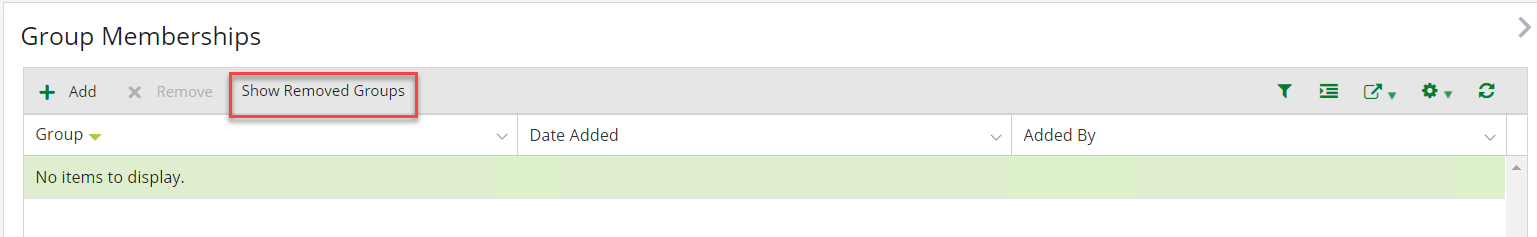 Group Memberships
Add Remove Show Removed Groups
Group Date Added Added By
No items to display.